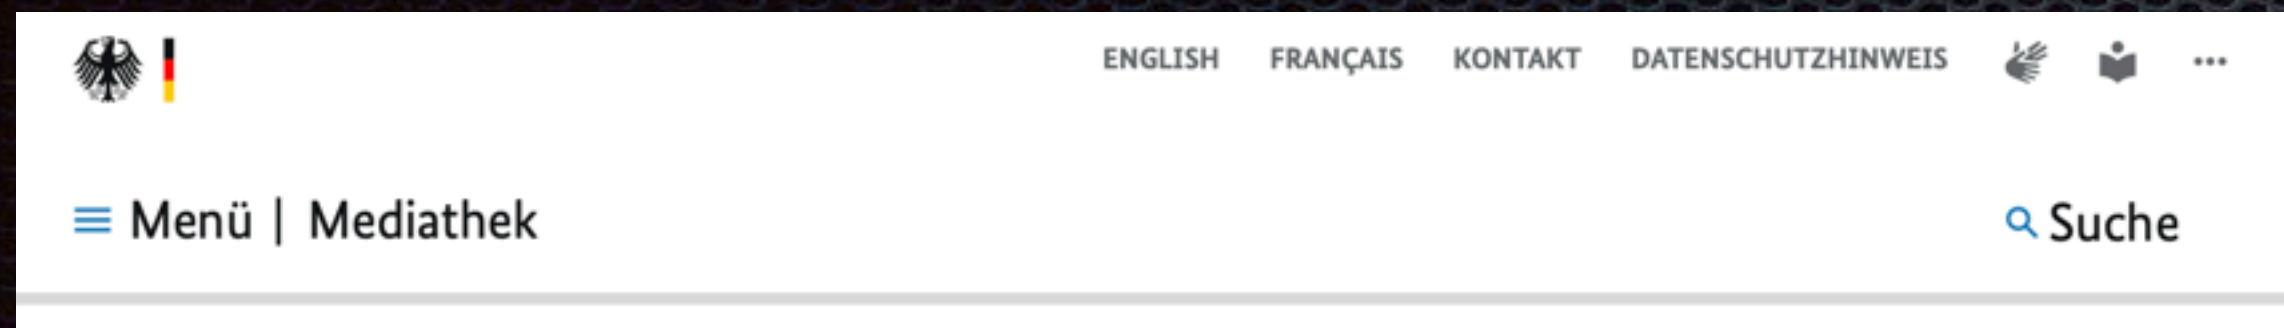 ENGLISH FRANÇAIS KONTAKT DATENSCHUTZHINWEIS
Menü | Mediathek Suche